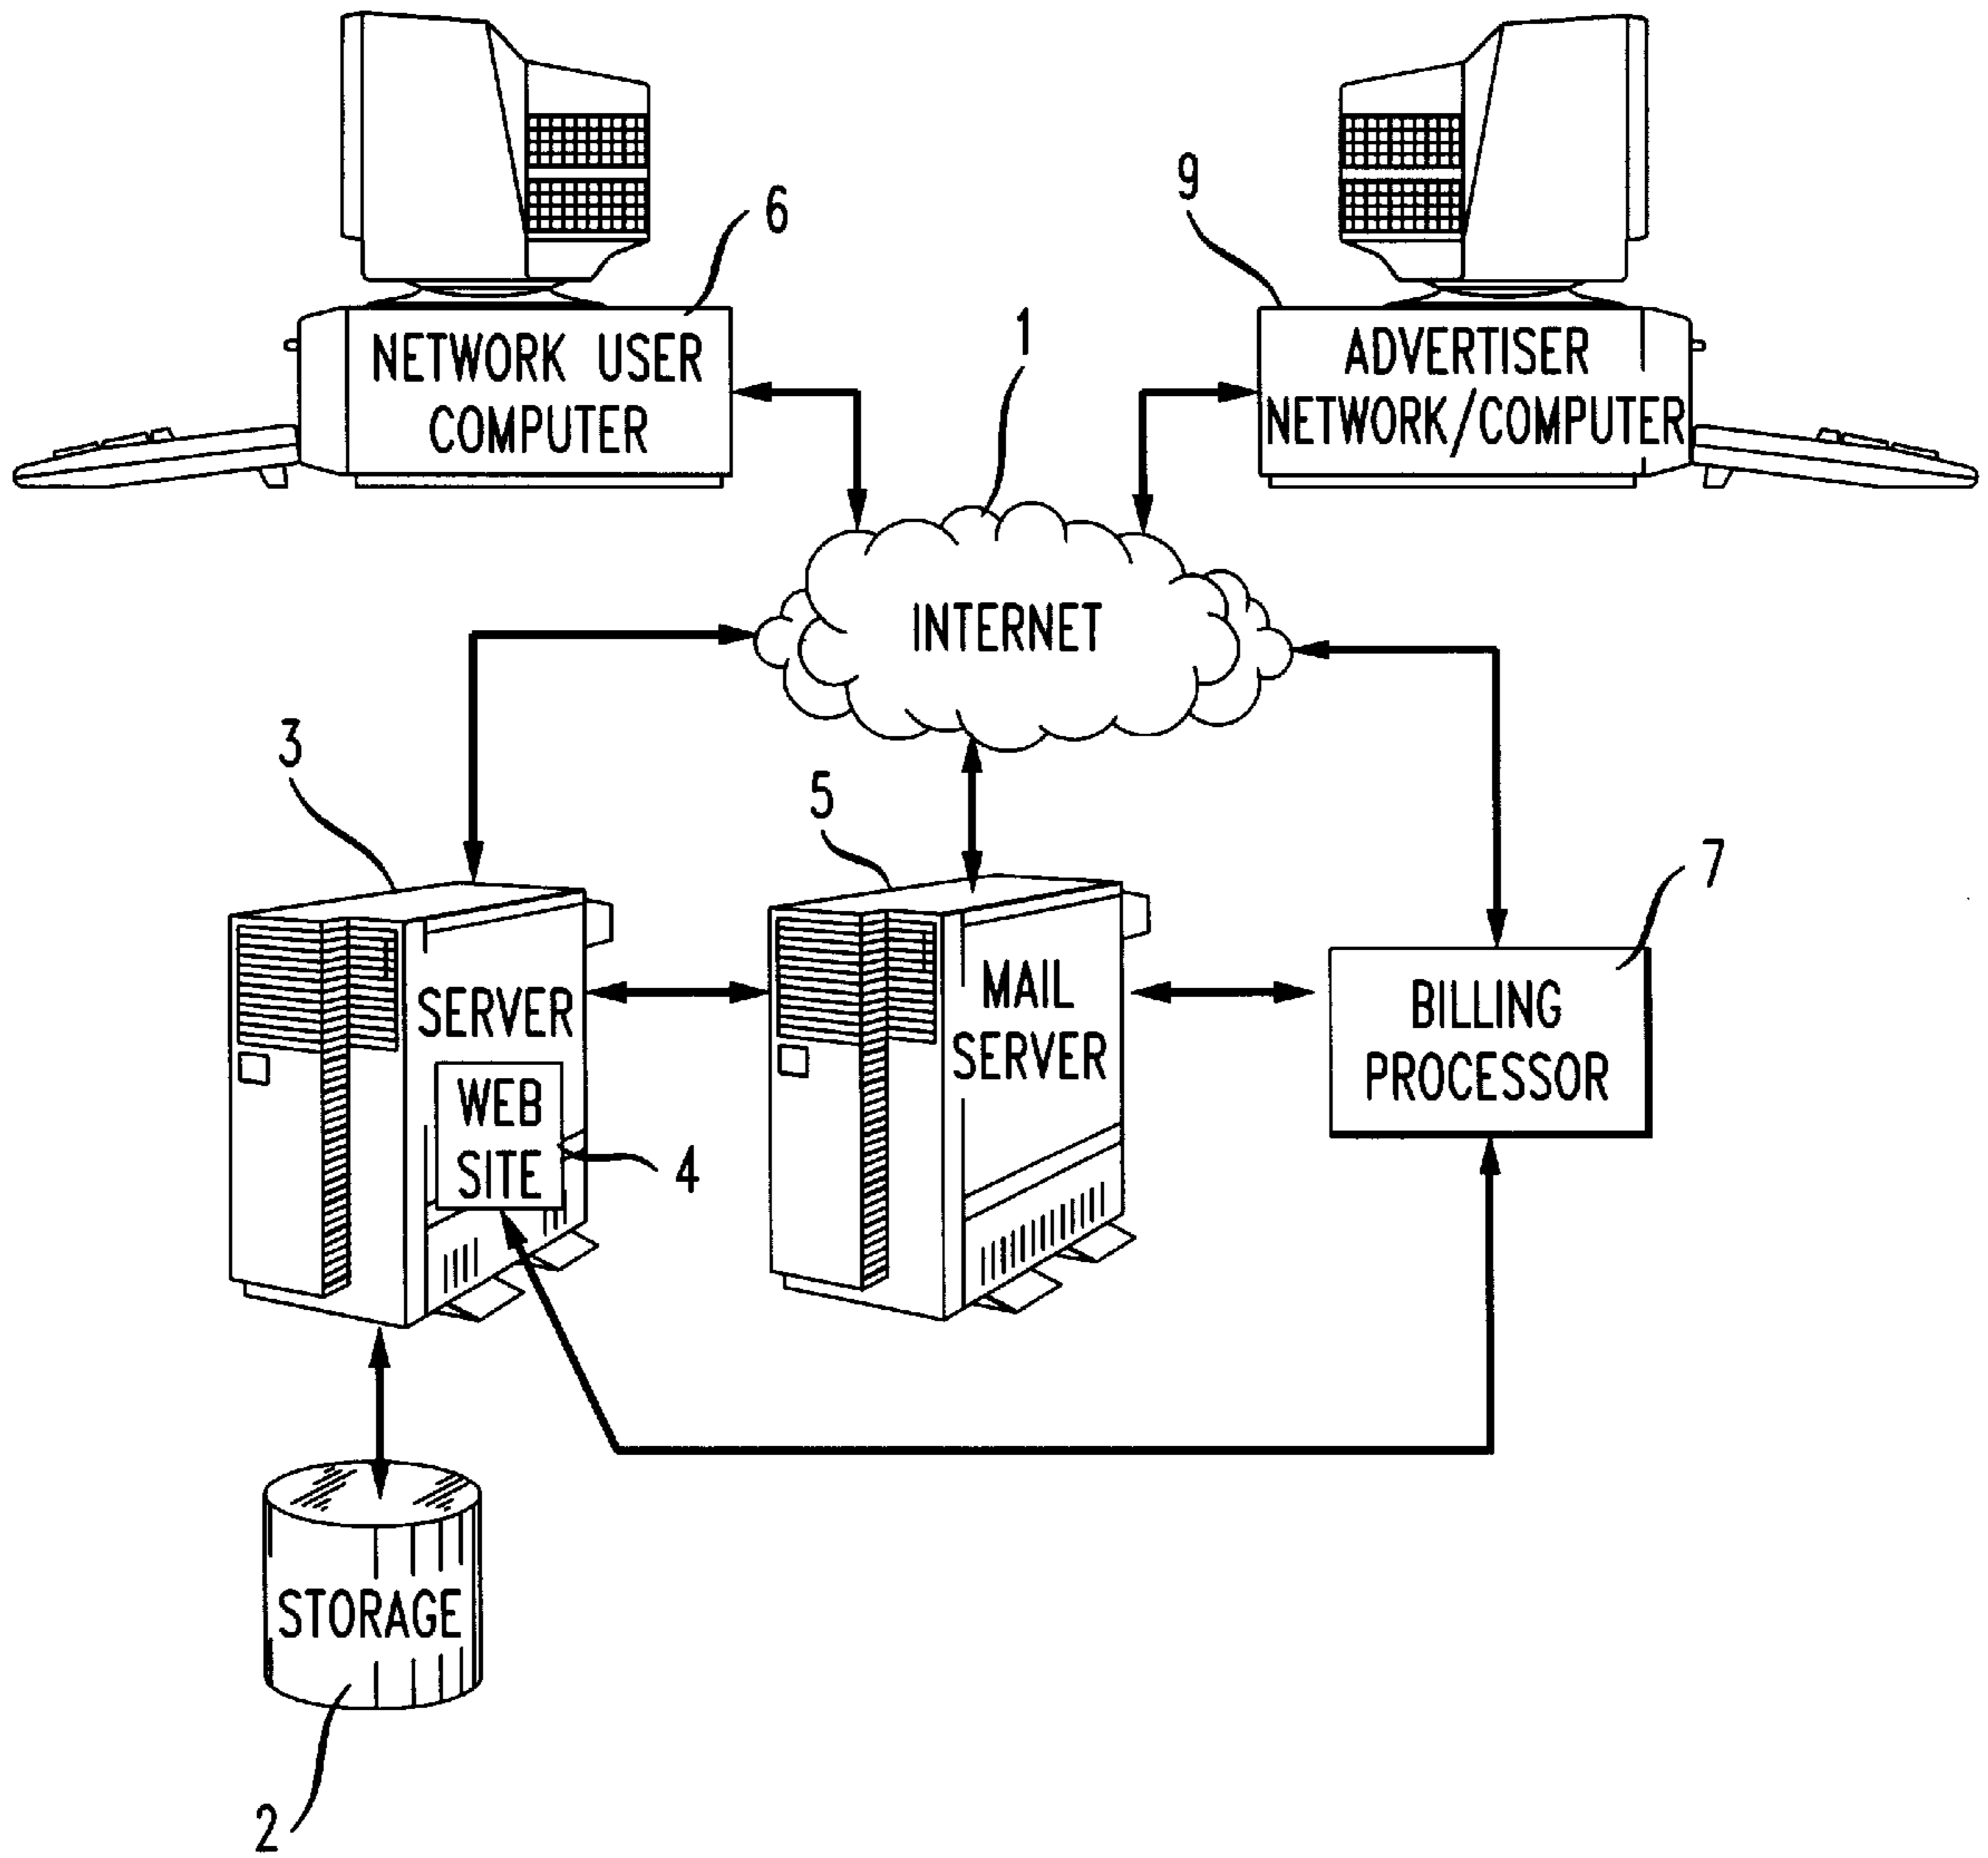 6
9
1
NETWORK USER
COMPUTER
ADVERTISER
NETWORK/COMPUTER
INTERNET
3
5
7
SERVER
MAIL
SERVER
BILLING
PROCESSOR
WEB
SITE
4
STORAGE
2